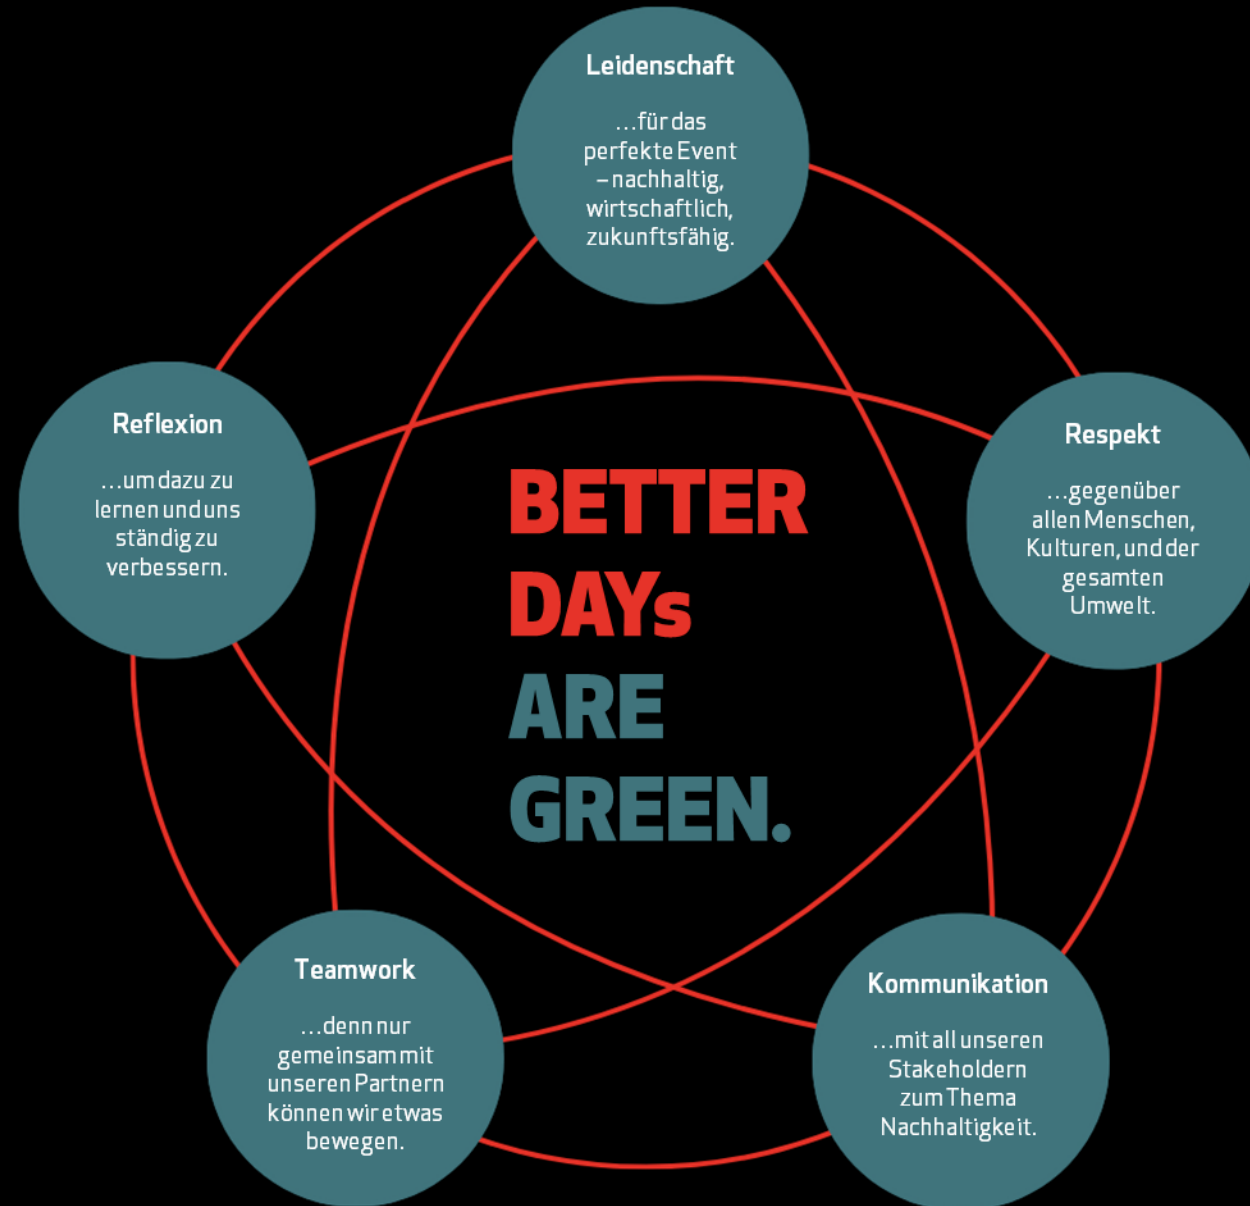 Leidenschaft
...für das
perfekte Event
– nachhaltig,
wirtschaftlich,
zukunftsfähig.
Reflexion
...um dazu zu
lernen und uns
ständig zu
verbessern.
Respekt
...gegenüber
allen Menschen,
Kulturen, und der
gesamten
Umwelt.
BETTER
DAYs
ARE
GREEN.
Teamwork
...denn nur
gemeinsam mit
unseren Partnern
können wir etwas
bewegen.
Kommunikation
...mit all unseren
Stakeholdern
zum Thema
Nachhaltigkeit.